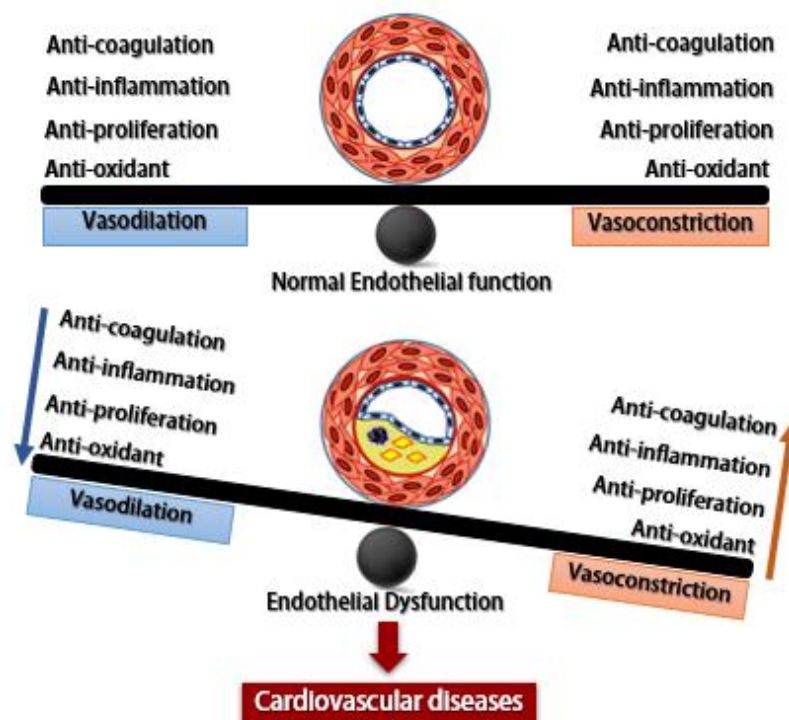 Anti-coagulation
Anti-inflammation
Anti-proliferation
Anti-oxidant
Vasodilation
Anti-coagulation
Anti-inflammation
Anti-proliferation
Anti-oxidant
Vasoconstriction
Normal Endothelial function
Anti-coagulation
Anti-inflammation
Anti-proliferation
Anti-oxidant
Vasodilation
Anti-coagulation
Anti-inflammation
Anti-proliferation
Anti-oxidant
Vasoconstriction
Endothelial Dysfunction
Cardiovascular diseases